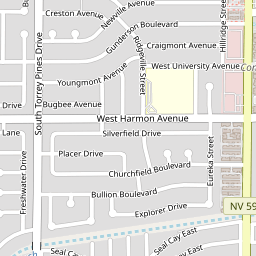 Creston Avenue
Newville Avenue
Gunderson Boulevard
Hillridge Street
Craigmont Avenue
Ridgeville Street
West University Avenue
Youngmont Avenue
South Torrey Pines Drive
Bugbee Avenue
West Harmon Avenue
Lane
Silverfield Drive
Placer Drive
Churchfield Boulevard
Eureka Street
Freshwater Drive
Bullion Boulevard
NV 59
Explorer Drive
Seal Cay East
Seal Cay East